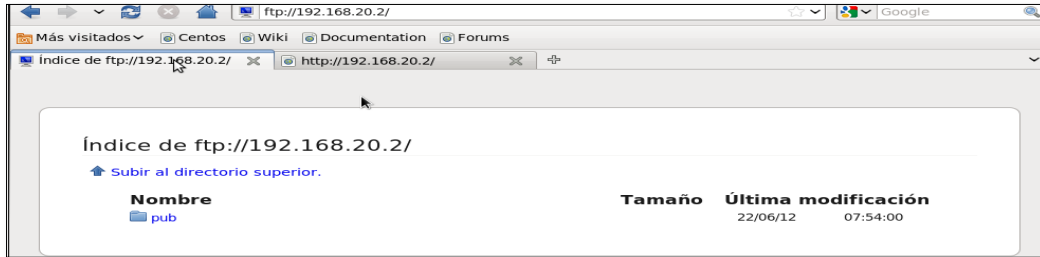 ftp://192.168.20.2/
Google
Más visitados Centos Wiki Documentation Forums
Índice de ftp://192.168.20.2/ http://192.168.20.2/
Índice de ftp://192.168.20.2/
Subir al directorio superior.
Nombre Tamaño Última modificación
pub 22/06/12 07:54:00